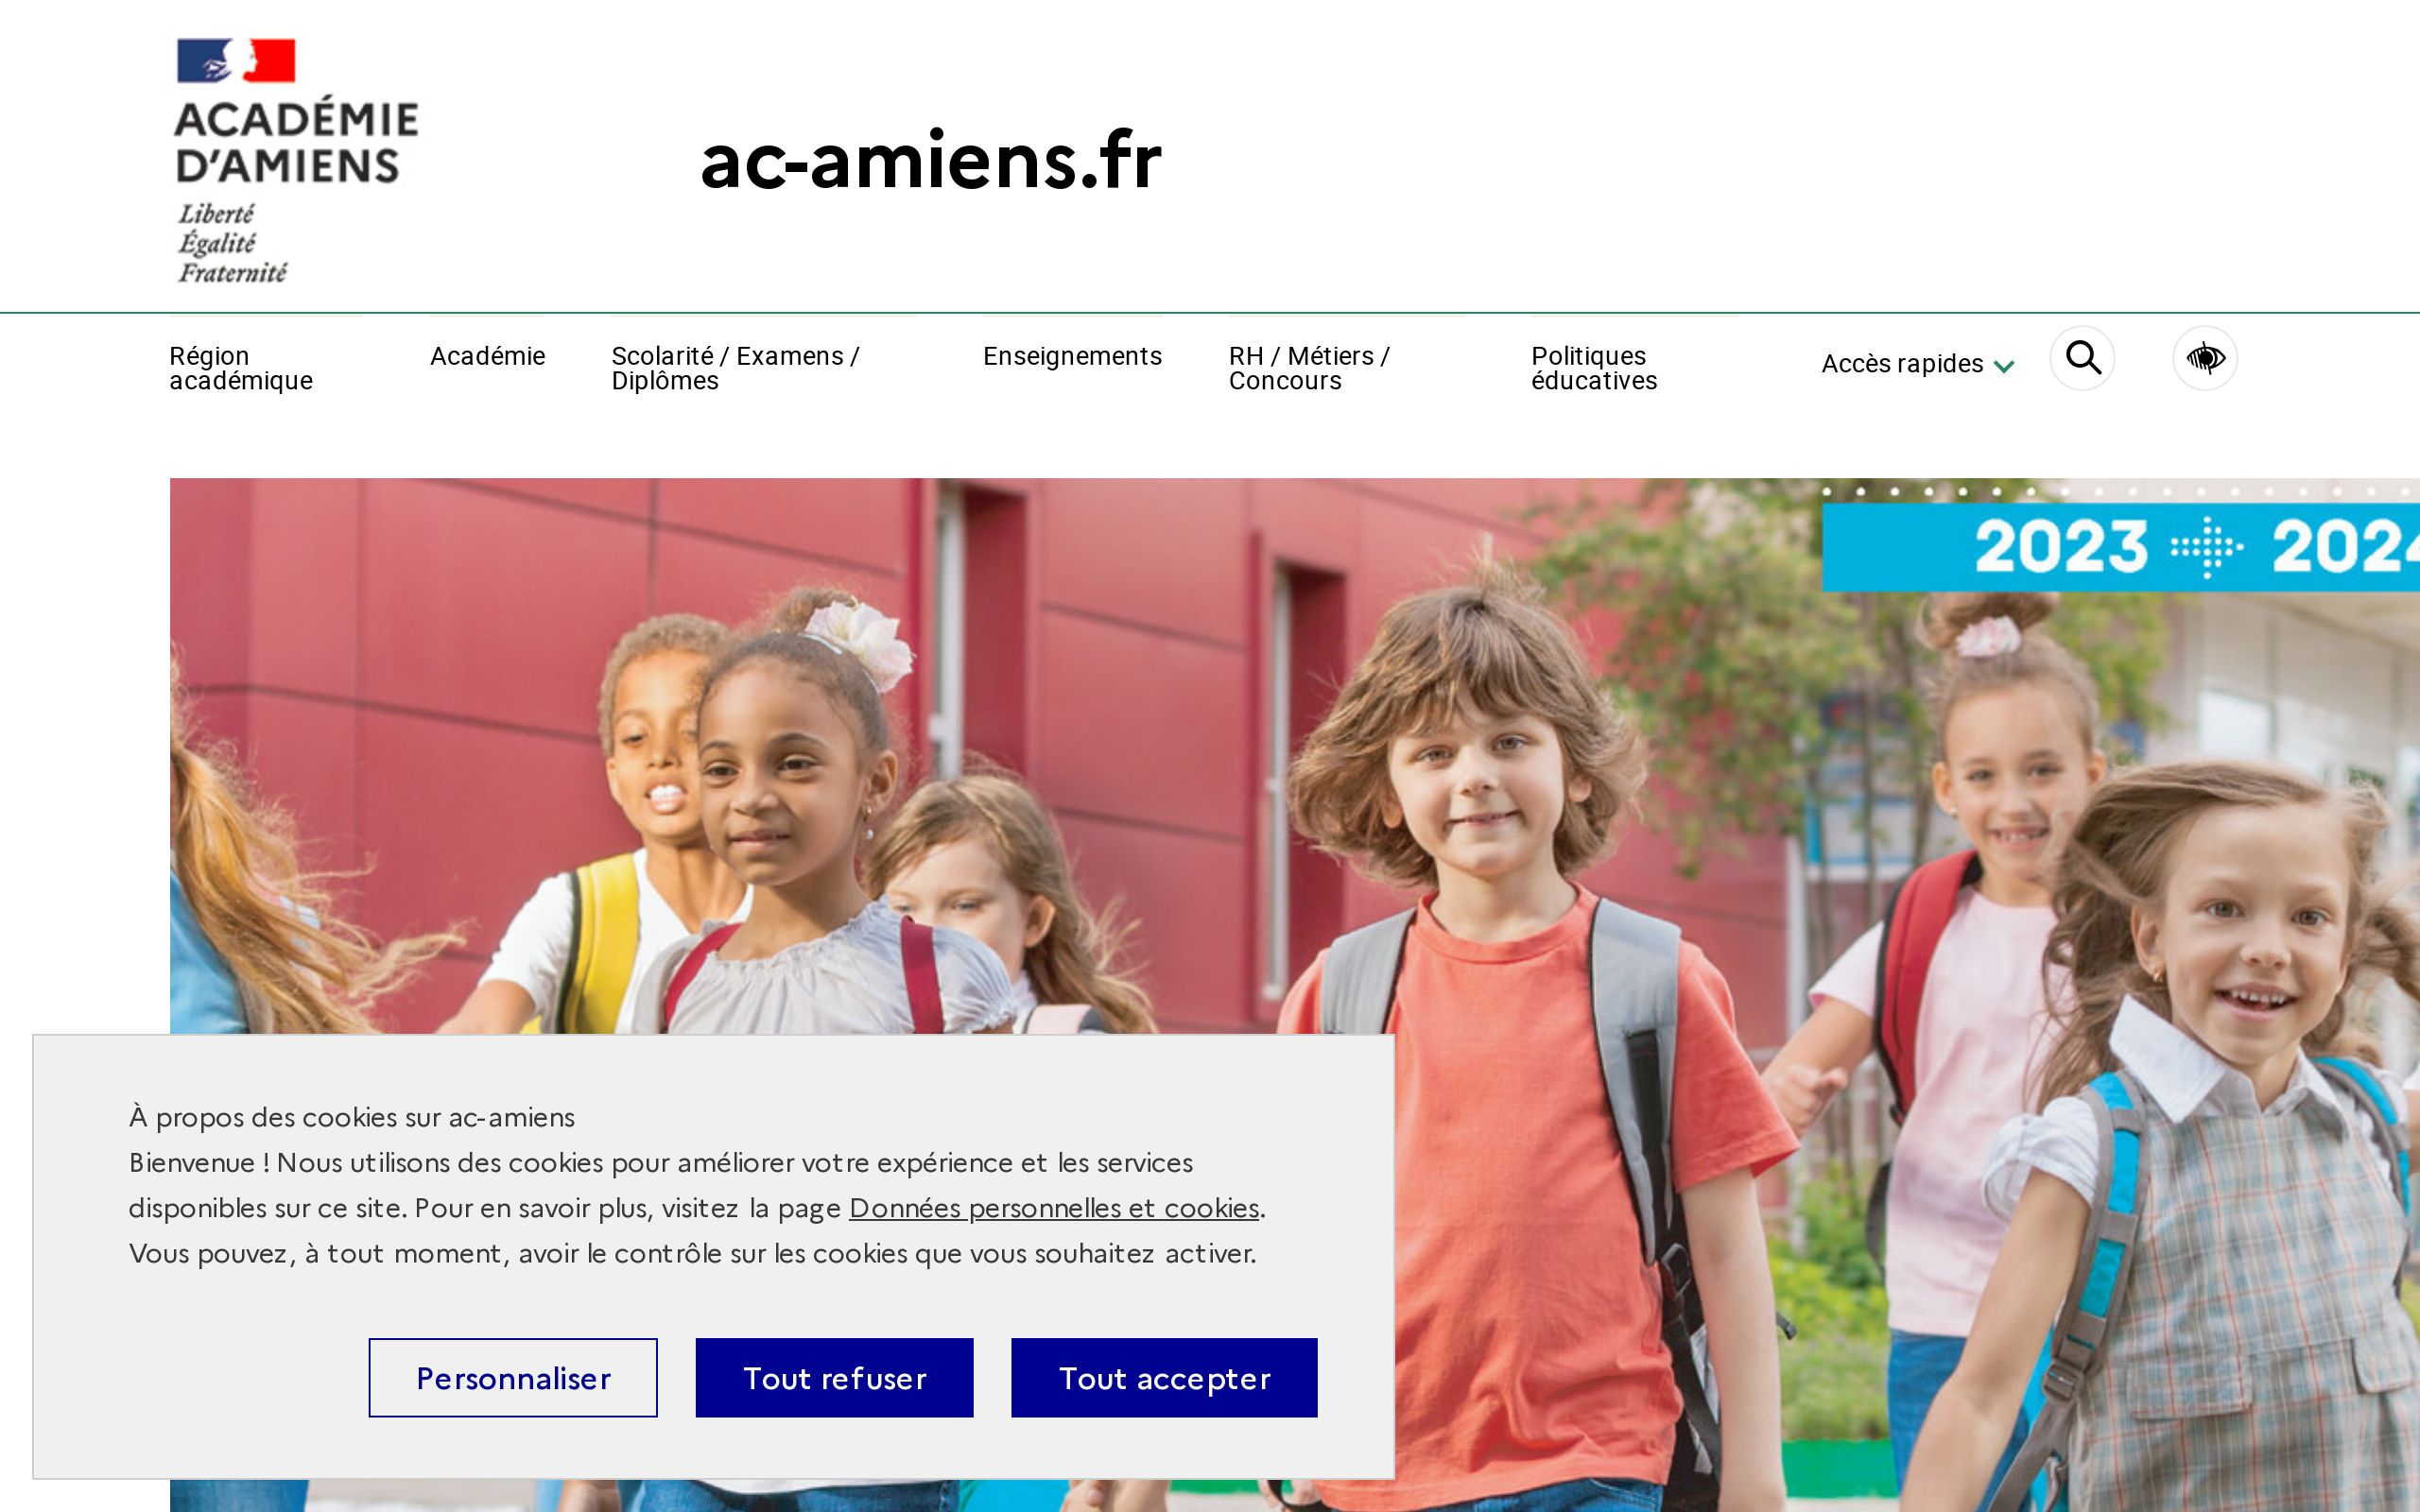 ACADÉMIE
D'AMIENS
Liberté
Égalité
Fraternité
ac-amiens.fr
Région
académique
Académie
Scolarité / Examens /
Diplômes
Enseignements
RH / Métiers /
Concours
Politiques
éducatives
Accès rapides
2023 2024
À propos des cookies sur ac-amiens
Bienvenue ! Nous utilisons des cookies pour améliorer votre expérience et les services
disponibles sur ce site. Pour en savoir plus, visitez la page Données personnelles et cookies.
Vous pouvez, à tout moment, avoir le contrôle sur les cookies que vous souhaitez activer.
Personnaliser
Tout refuser
Tout accepter